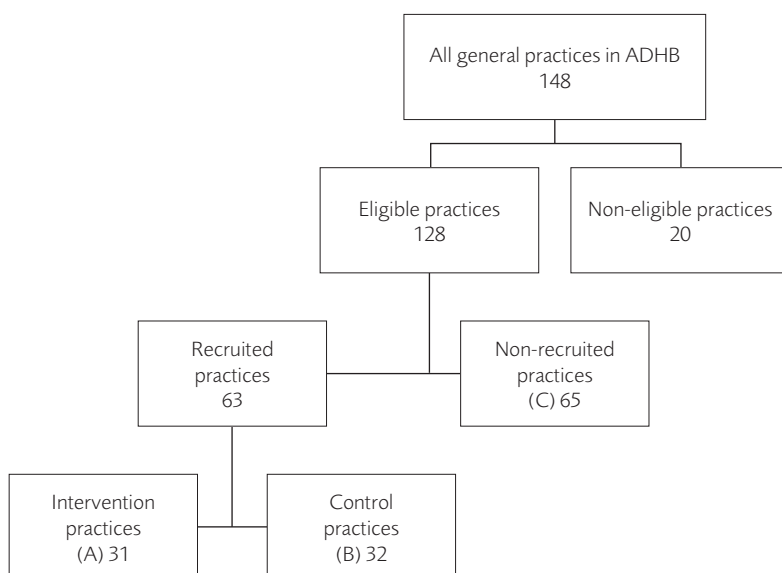 All general practices in ADHB
148
Eligible practices
128
Non-eligible practices
20
Recruited
practices
63
Non-recruited
practices
(C) 65
Intervention
practices
(A) 31
Control
practices
(B) 32